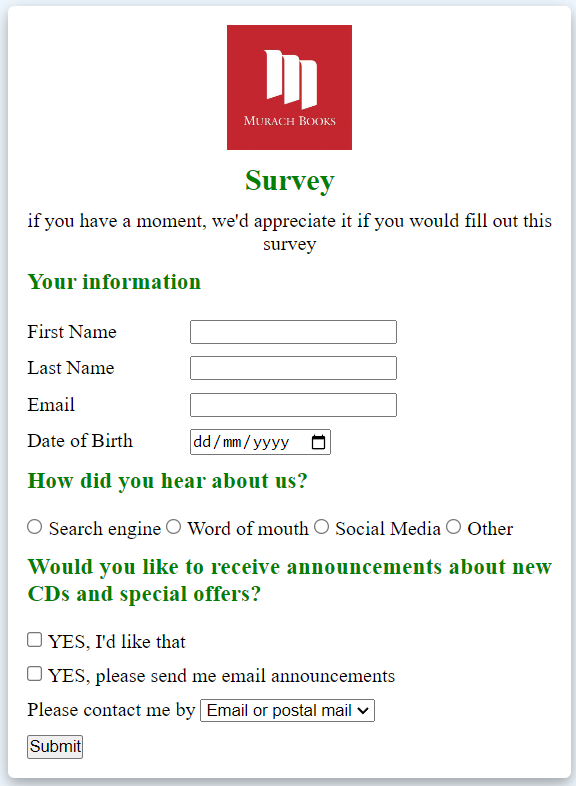 MURACH BOOKS
Survey
if you have a moment, we'd appreciate it if you would fill out this
survey
Your information
First Name
Last Name
Email
Date of Birth dd/mm/yyyy
How did you hear about us?
Search engine Word of mouth Social Media Other
Would you like to receive announcements about new
CDs and special offers?
YES, I'd like that
YES, please send me email announcements
Please contact me by Email or postal mail
Submit